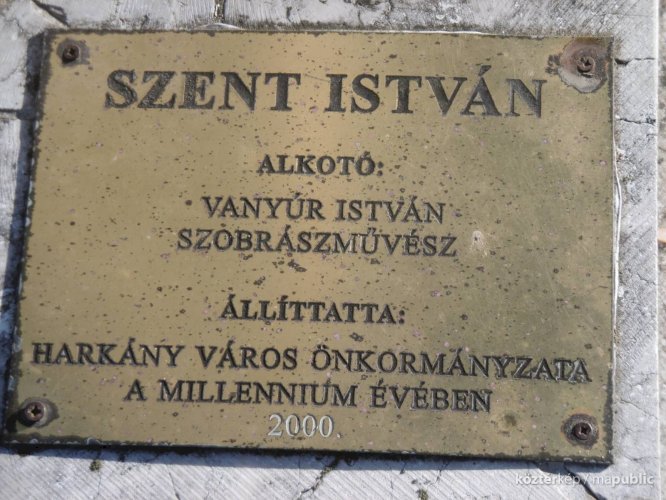 SZENT ISTVÁN
ALKOTÓ:
VANYÚR ISTVÁN
SZOBRÁSZMŰVÉSZ
ÁLLÍTTATTA:
HARKÁNY VÁROS ÖNKORMÁNYZATA
A MILLENNIUM ÉVÉBEN
2000.
köztérkép / mapublic